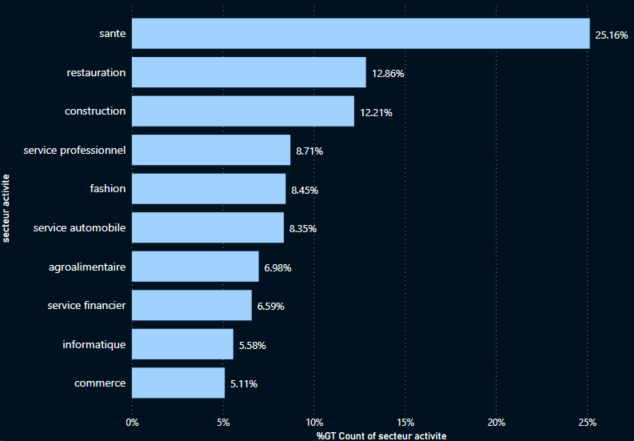 sante 25.16%
restauration 12.86%
construction 12.21%
service professionnel 8.71%
fashion 8.45%
service automobile 8.35%
agroalimentaire 6.98%
service financier 6.59%
informatique 5.58%
commerce 5.11%
secteur activite
0% 5% 10% 15% 20% 25%
%GT Count of secteur activite